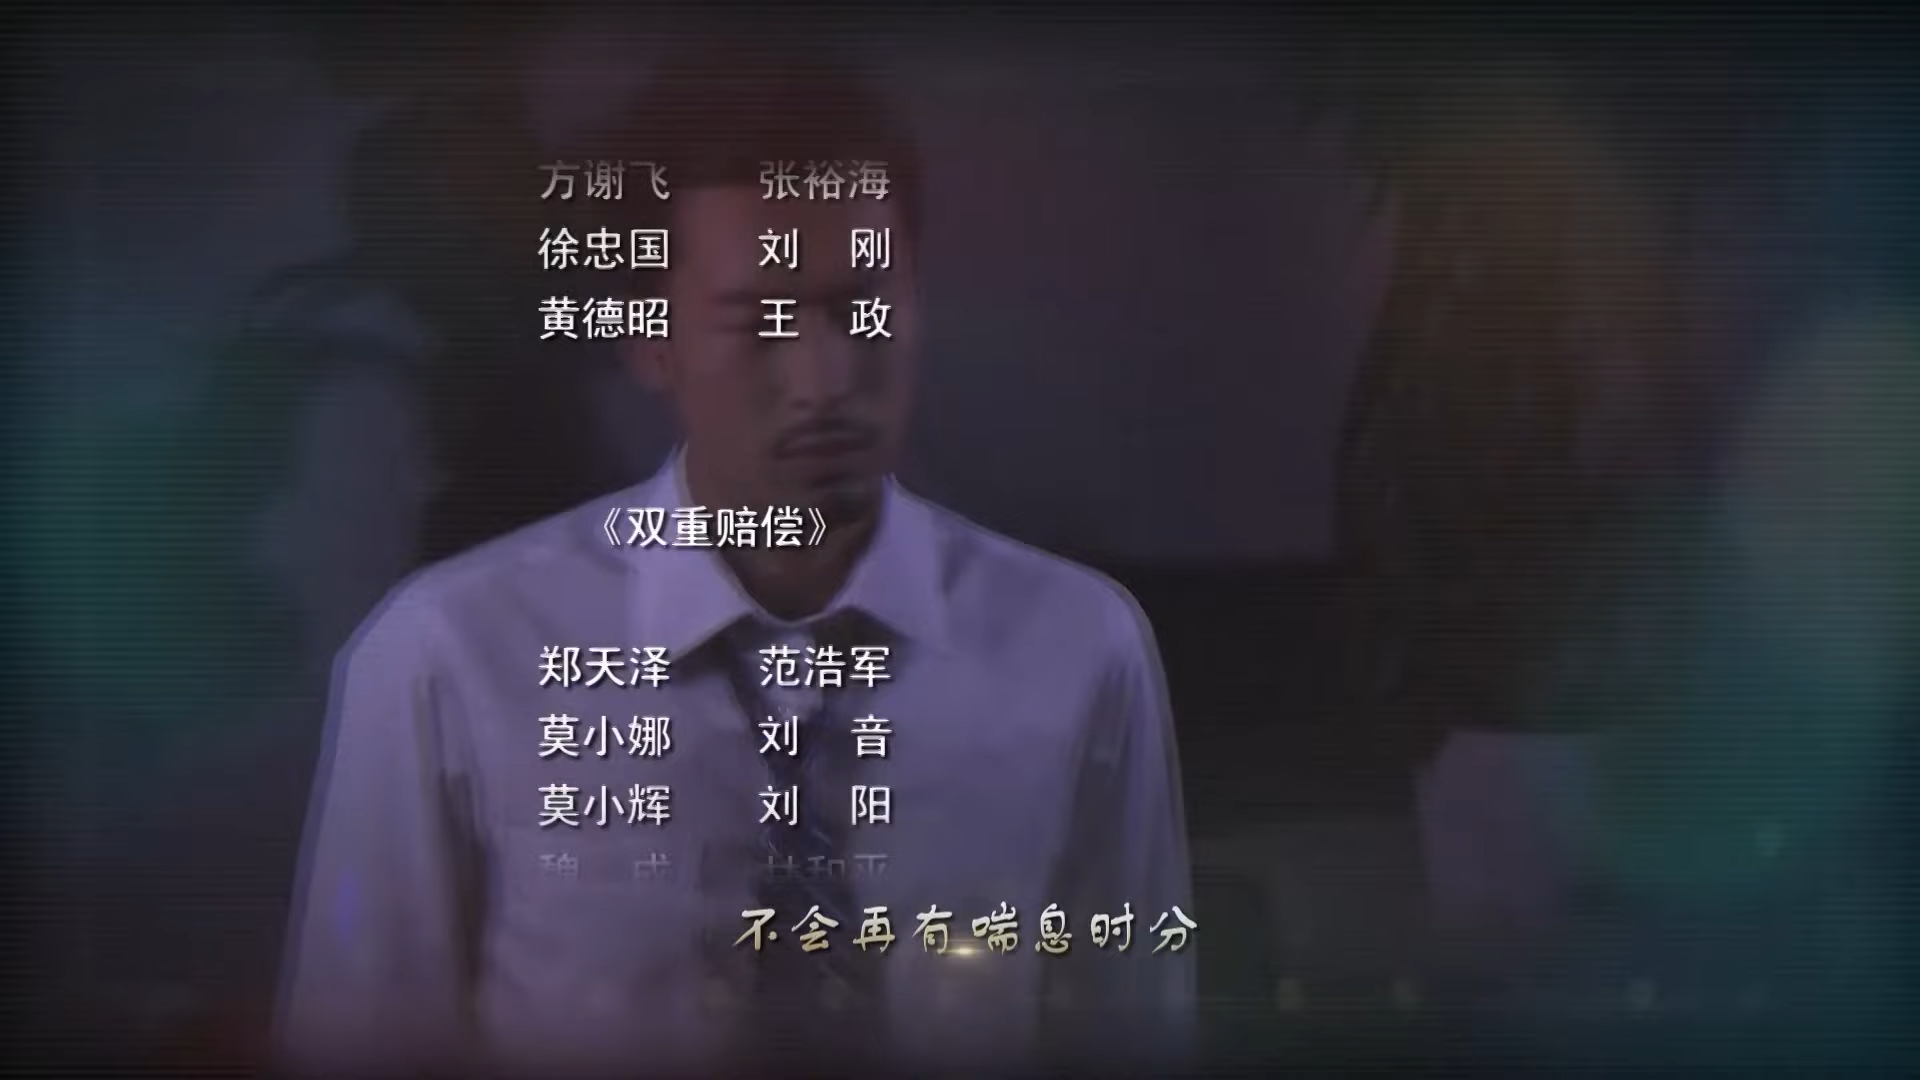 方谢飞 张裕海
徐忠国 刘 刚
黄德昭 王 政
《双重赔偿》
郑天泽 范浩军
莫小娜 刘 音
莫小辉 刘 阳
魏 成
不会再有喘息时分